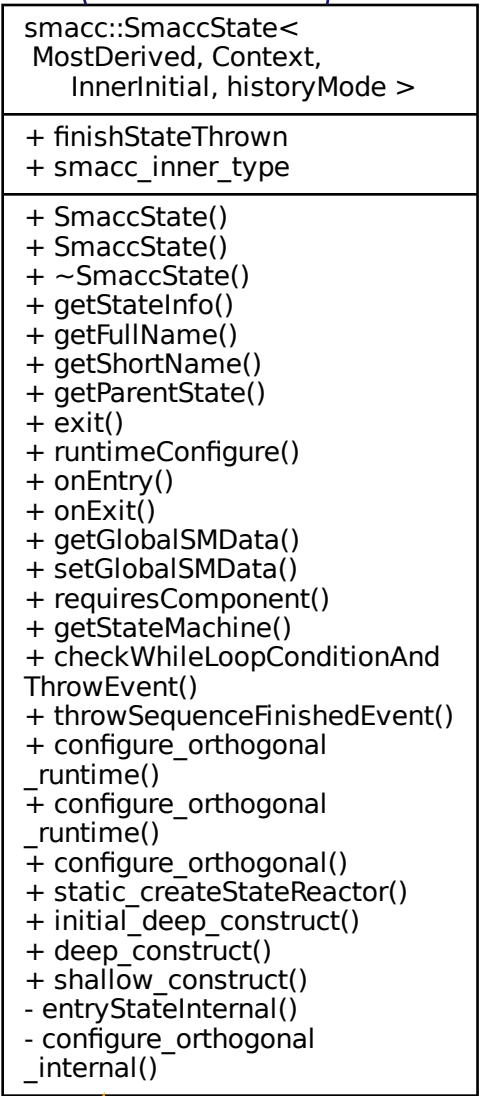 smacc::SmaccState<
MostDerived, Context,
InnerInitial, historyMode >
+ finishStateThrown
+ smacc_inner_type
+ SmaccState()
+ SmaccState()
+ ~SmaccState()
+ getStateInfo()
+ getFullName()
+ getShortName()
+ getParentState()
+ exit()
+ runtimeConfigure()
+ onEntry()
+ onExit()
+ getGlobalSMData()
+ setGlobalSMData()
+ requiresComponent()
+ getStateMachine()
+ checkWhileLoopConditionAnd
ThrowEvent()
+ throwSequenceFinishedEvent()
+ configure_orthogonal
_runtime()
+ configure_orthogonal
_runtime()
+ configure_orthogonal()
+ static_createStateReactor()
+ initial_deep_construct()
+ deep_construct()
+ shallow_construct()
- entryStateInternal()
- configure_orthogonal
_internal()